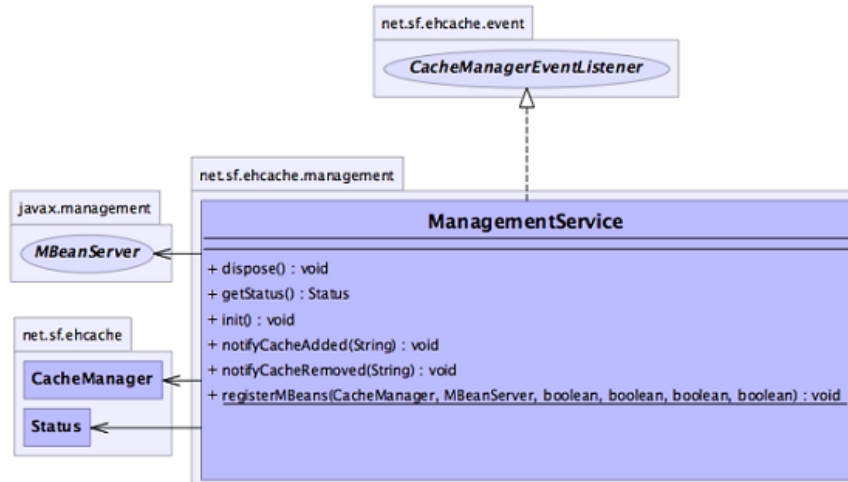 net.sf.ehcache.event
CacheManagerEventListener
net.sf.ehcache.management
javax.management
ManagementService
MBeanServer
+ dispose() : void
+ getStatus() : Status
+ init() : void
net.sf.ehcache
+ notifyCacheAdded(String) : void
+ notifyCacheRemoved(String) : void
CacheManager
+ registerMBeans(CacheManager, MBeanServer, boolean, boolean, boolean, boolean) : void
Status